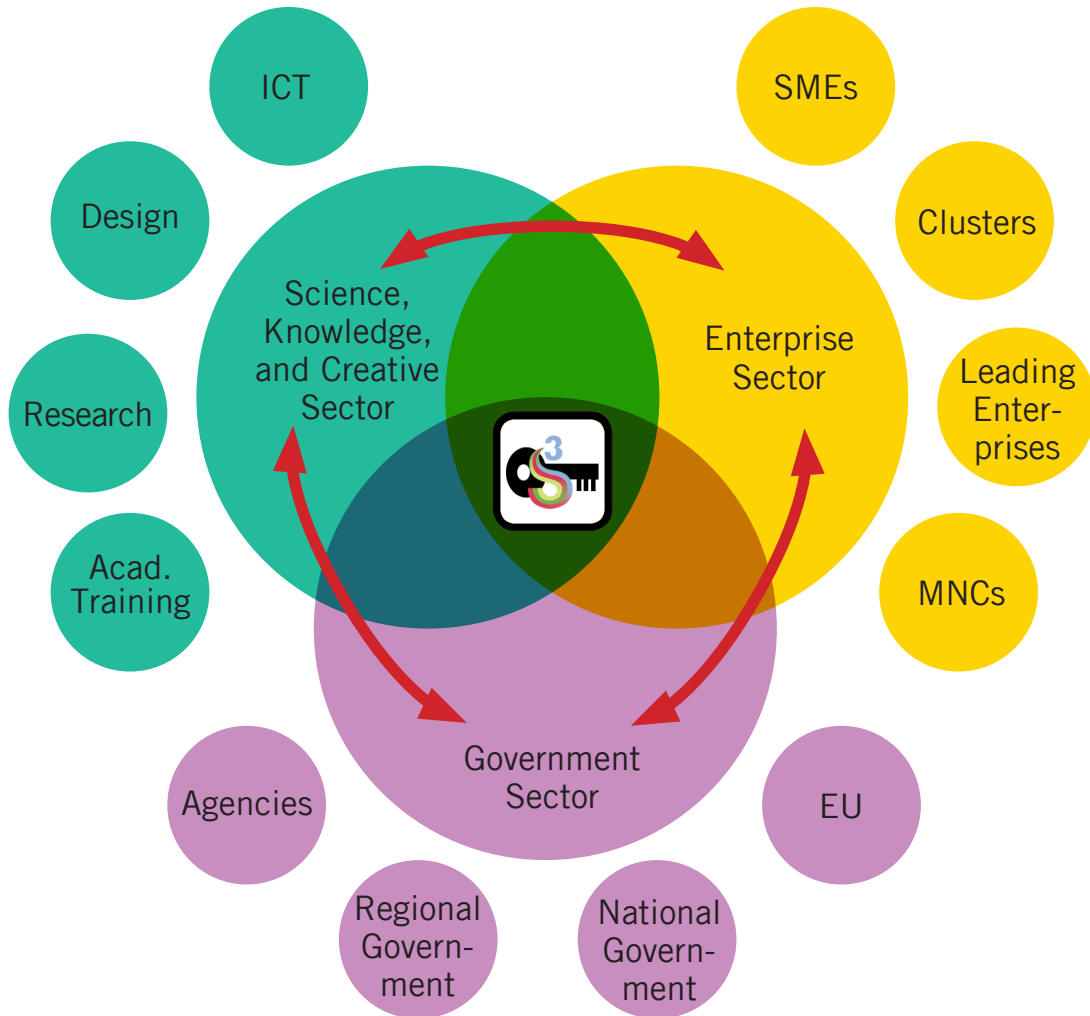 ICT
SMEs
Design
Clusters
Science,
Knowledge,
and Creative
Sector
Enterprise
Sector
Research
Leading
Enter-
prises
3
Acad.
Training
MNCs
Government
Sector
Agencies
EU
Regional
Govern-
ment
National
Govern-
ment